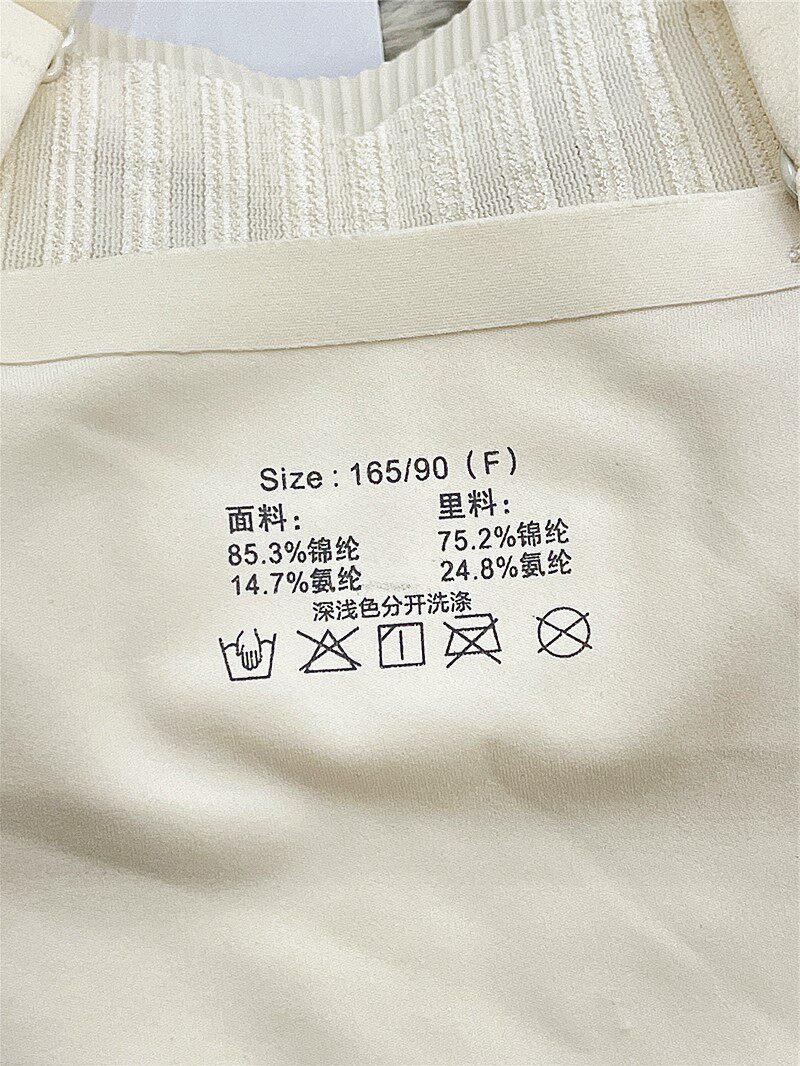 Size : 165/90 (F)
面料:
85.3%锦纶
14.7%氨纶
里料:
75.2%锦纶
24.8%氨纶
深浅色分开洗涤